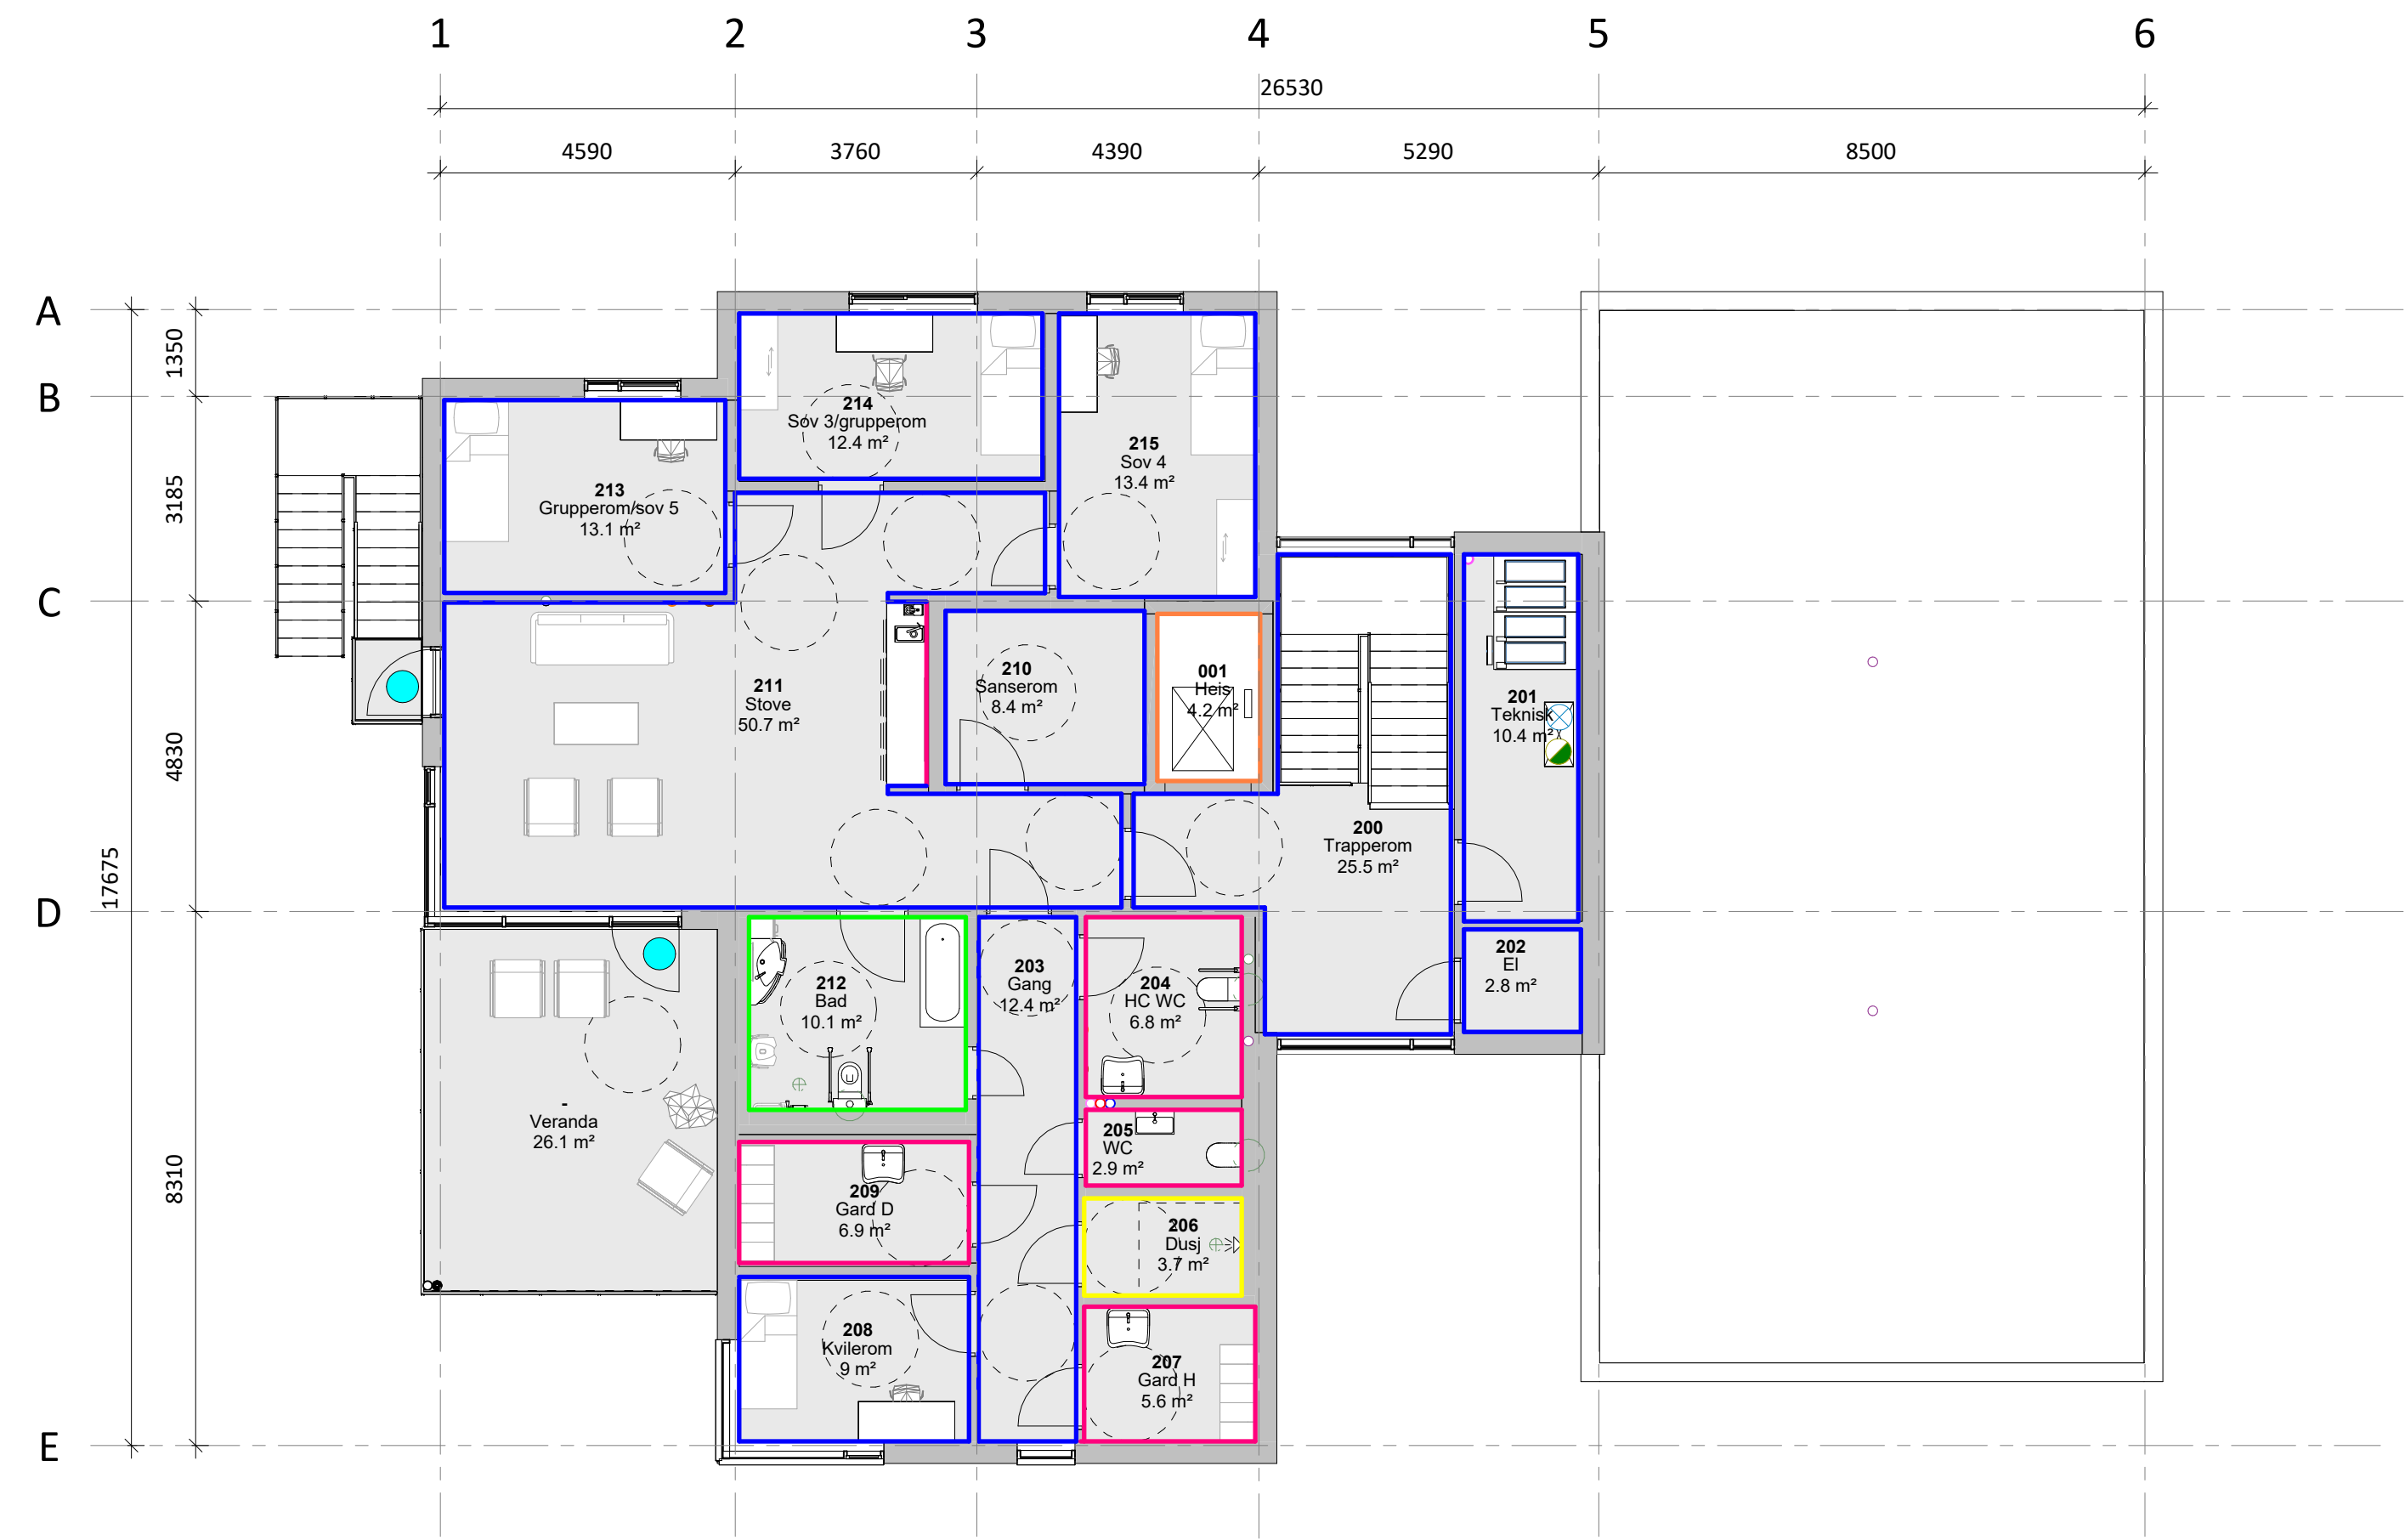 1 2 3 4 5 6
26530
4590 3760 4390 5290 8500
A
B
C
D
E
1350
3185
4830
8310
17675
214
Sov 3/grupperom
12.4 m²
215
Sov 4
13.4 m²
213
Grupperom/sov 5
13.1 m²
211
Stove
50.7 m²
210
Sanserom
8.4 m²
001
Heis
4.2 m²
201
Teknisk
10.4 m²
200
Trapperom
25.5 m²
202
El
2.8 m²
212
Bad
10.1 m²
203
Gang
12.4 m²
204
HC WC
6.8 m²
-
Veranda
26.1 m²
205
WC
2.9 m²
209
Gard D
6.9 m²
206
Dusj
3.7 m²
208
Kvilerom
9 m²
207
Gard H
5.6 m²